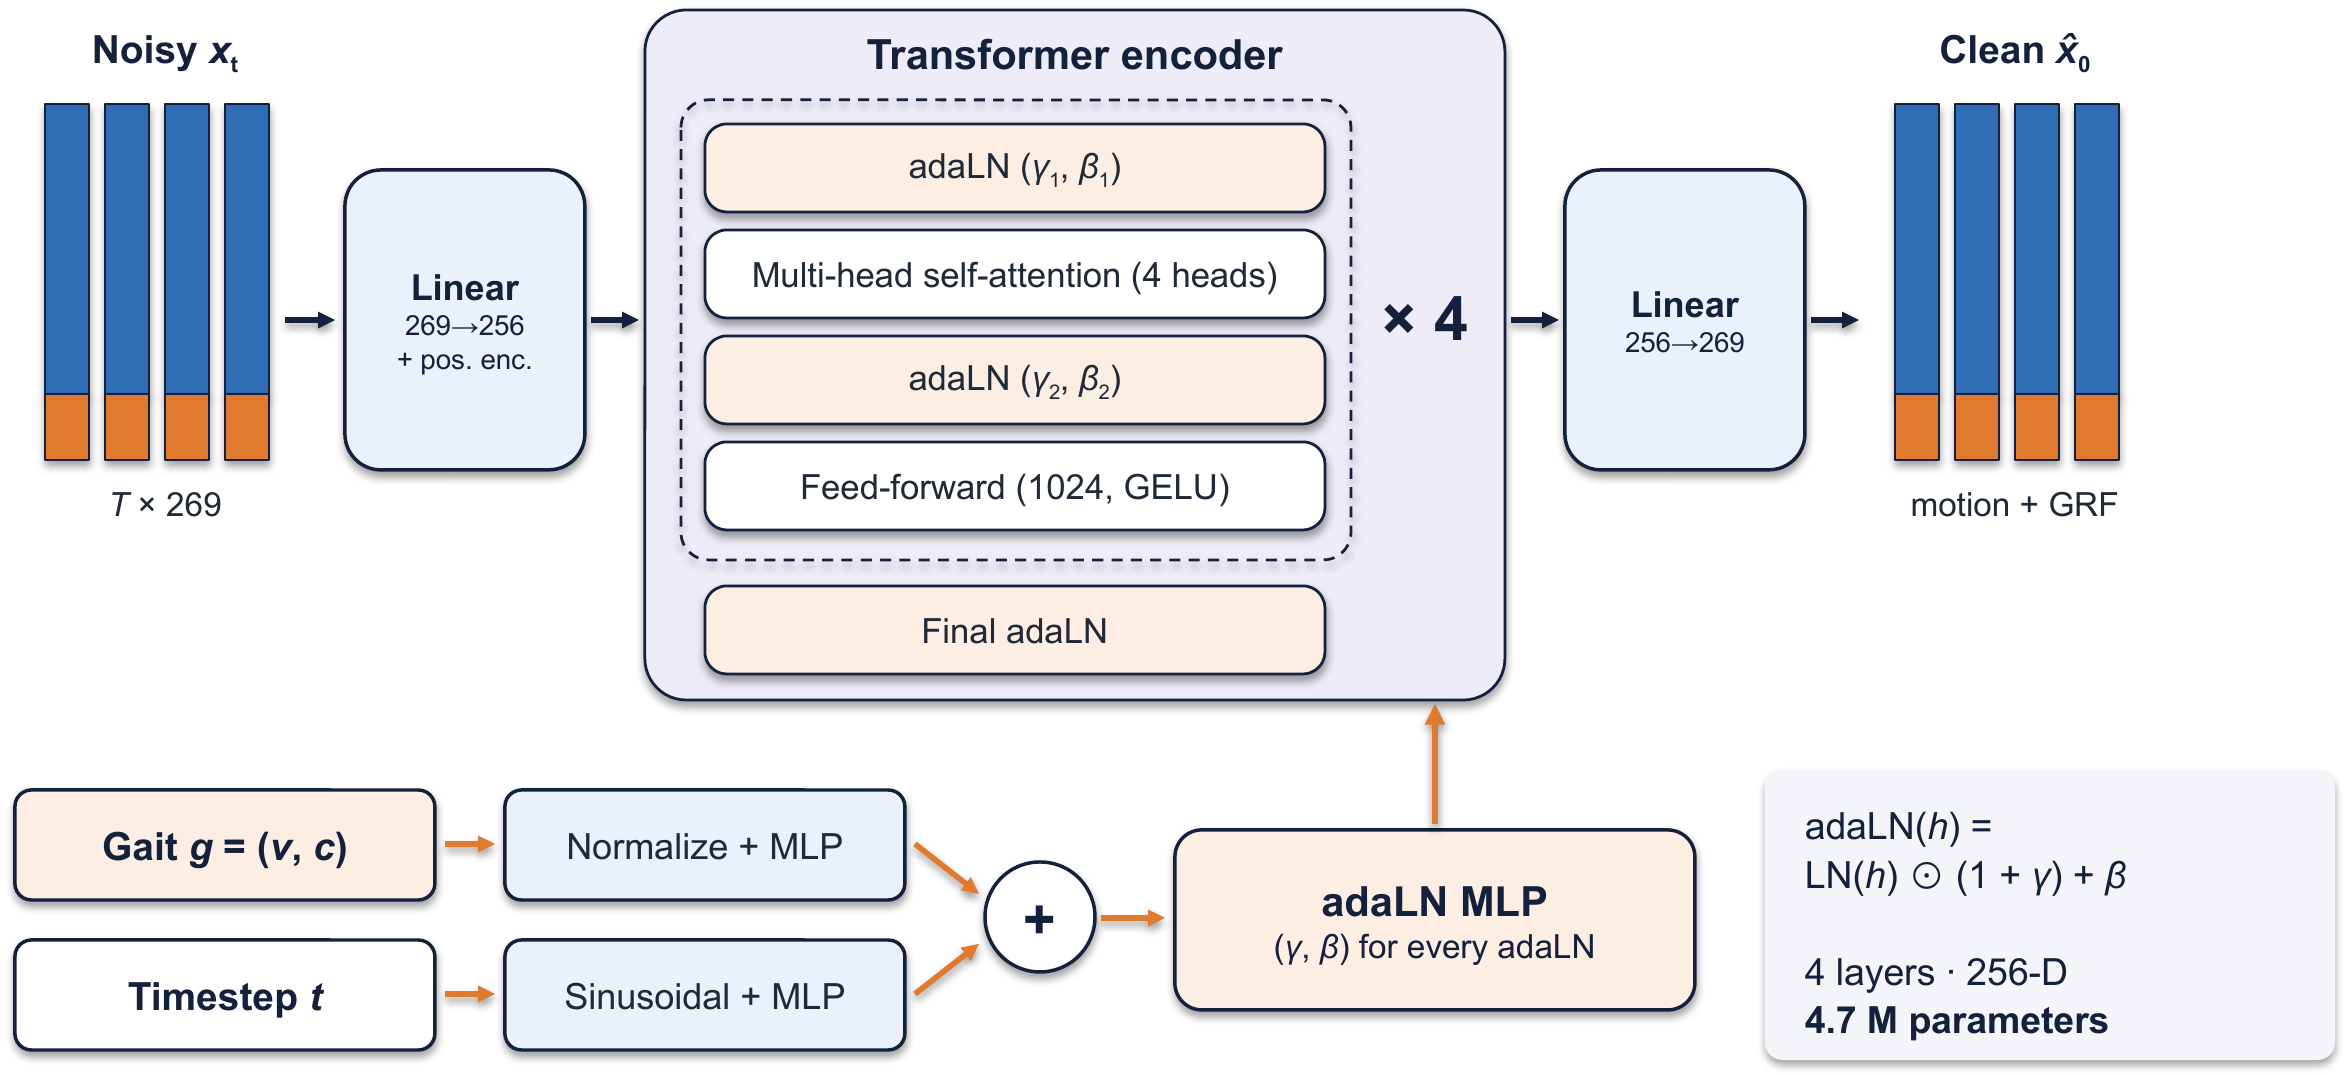 Noisy xₜ
T × 269
Linear
269→256
+ pos. enc.
Transformer encoder
adaLN (γ₁, β₁)
Multi-head self-attention (4 heads)
adaLN (γ₂, β₂)
Feed-forward (1024, GELU)
× 4
Final adaLN
Linear
256→269
Clean x̂₀
motion + GRF
Gait g = (v, c)
Normalize + MLP
Timestep t
Sinusoidal + MLP
+
adaLN MLP
(γ, β) for every adaLN
adaLN(h) =
LN(h) ⊙ (1 + γ) + β
4 layers · 256-D
4.7 M parameters